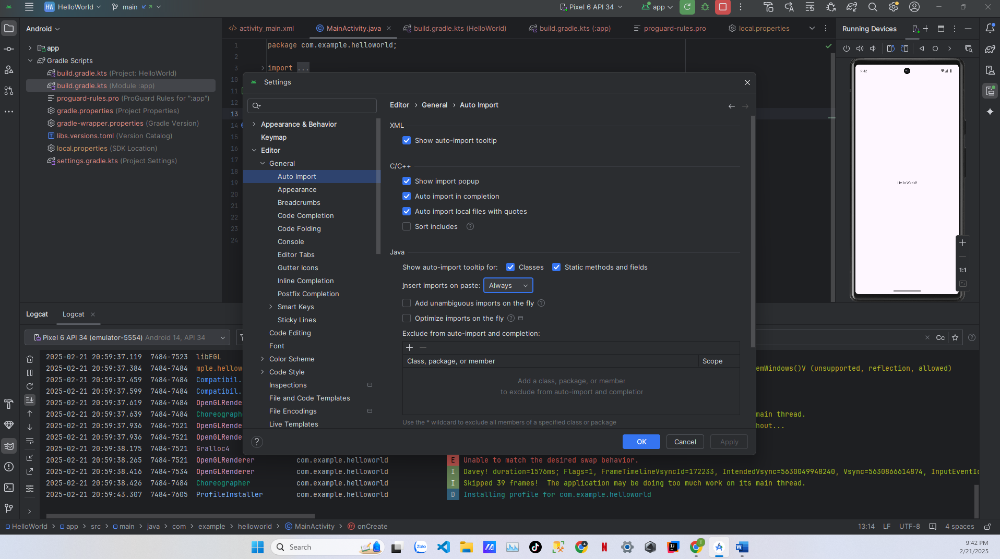 HW HelloWorld main Pixel 6 API 34 app
Android
activity_main.xml MainActivity.java build.gradle.kts (HelloWorld) build.gradle.kts (:app) proguard-rules.pro local.properties
Running Devices
app
Gradle Scripts
build.gradle.kts (Project: HelloWorld)
build.gradle.kts (Module :app)
proguard-rules.pro (ProGuard Rules for ":app")
gradle.properties (Project Properties)
gradle-wrapper.properties (Gradle Version)
libs.versions.toml (Version Catalog)
local.properties (SDK Location)
settings.gradle.kts (Project Settings)
1 package com.example.helloworld;
2
3 import ...
10
11
12
13
14
15
16
17
18
19
20
21
22
23
24
Settings
Appearance & Behavior
Keymap
Editor
General
Auto Import
Appearance
Breadcrumbs
Code Completion
Code Folding
Console
Editor Tabs
Gutter Icons
Inline Completion
Postfix Completion
Smart Keys
Sticky Lines
Code Editing
Font
Color Scheme
Code Style
Inspections
File and Code Templates
File Encodings
Live Templates
Editor › General › Auto Import
XML
Show auto-import tooltip
C/C++
Show import popup
Auto import in completion
Auto import local files with quotes
Sort includes
Java
Show auto-import tooltip for: Classes Static methods and fields
Insert imports on paste: Always
Add unambiguous imports on the fly
Optimize imports on the fly
Exclude from auto-import and completion:
Class, package, or member Scope
Add a class, package, or member
to exclude from auto-import and completior
Use the * wildcard to exclude all members of a specified class or package
OK Cancel Apply
9:42
Hello World!
1:1
Logcat Logcat
Pixel 6 API 34 (emulator-5554) Android 14, API 34
Cc
2025-02-21 20:59:37.119 7484-7523 libEGL
2025-02-21 20:59:37.384 7484-7484 mple.hellow emWindows()V (unsupported, reflection, allowed)
2025-02-21 20:59:37.459 7484-7484 Compatibil.
2025-02-21 20:59:37.599 7484-7484 Compatibil.
2025-02-21 20:59:37.619 7484-7484 OpenGLRende
2025-02-21 20:59:37.639 7484-7484 Choreograph main thread.
2025-02-21 20:59:37.936 7484-7521 OpenGLRende hout...
2025-02-21 20:59:37.936 7484-7521 OpenGLRende
2025-02-21 20:59:38.175 7484-7521 Gralloc4
2025-02-21 20:59:38.265 7484-7521 OpenGLRenderer com.example.helloworld E Unable to match the desired swap behavior.
2025-02-21 20:59:38.416 7484-7534 OpenGLRenderer com.example.helloworld I Davey! duration=1576ms; Flags=1, FrameTimelineVsyncId=172233, IntendedVsync=5630049948240, Vsync=5630866614874, InputEventId
2025-02-21 20:59:38.426 7484-7484 Choreographer com.example.helloworld I Skipped 39 frames! The application may be doing too much work on its main thread.
2025-02-21 20:59:43.307 7484-7605 ProfileInstaller com.example.helloworld D Installing profile for com.example.helloworld
HelloWorld > app > src > main > java > com > example > helloworld > MainActivity > onCreate
13:14 LF UTF-8 4 spaces
Search
Zalo
9:42 PM
2/21/2025